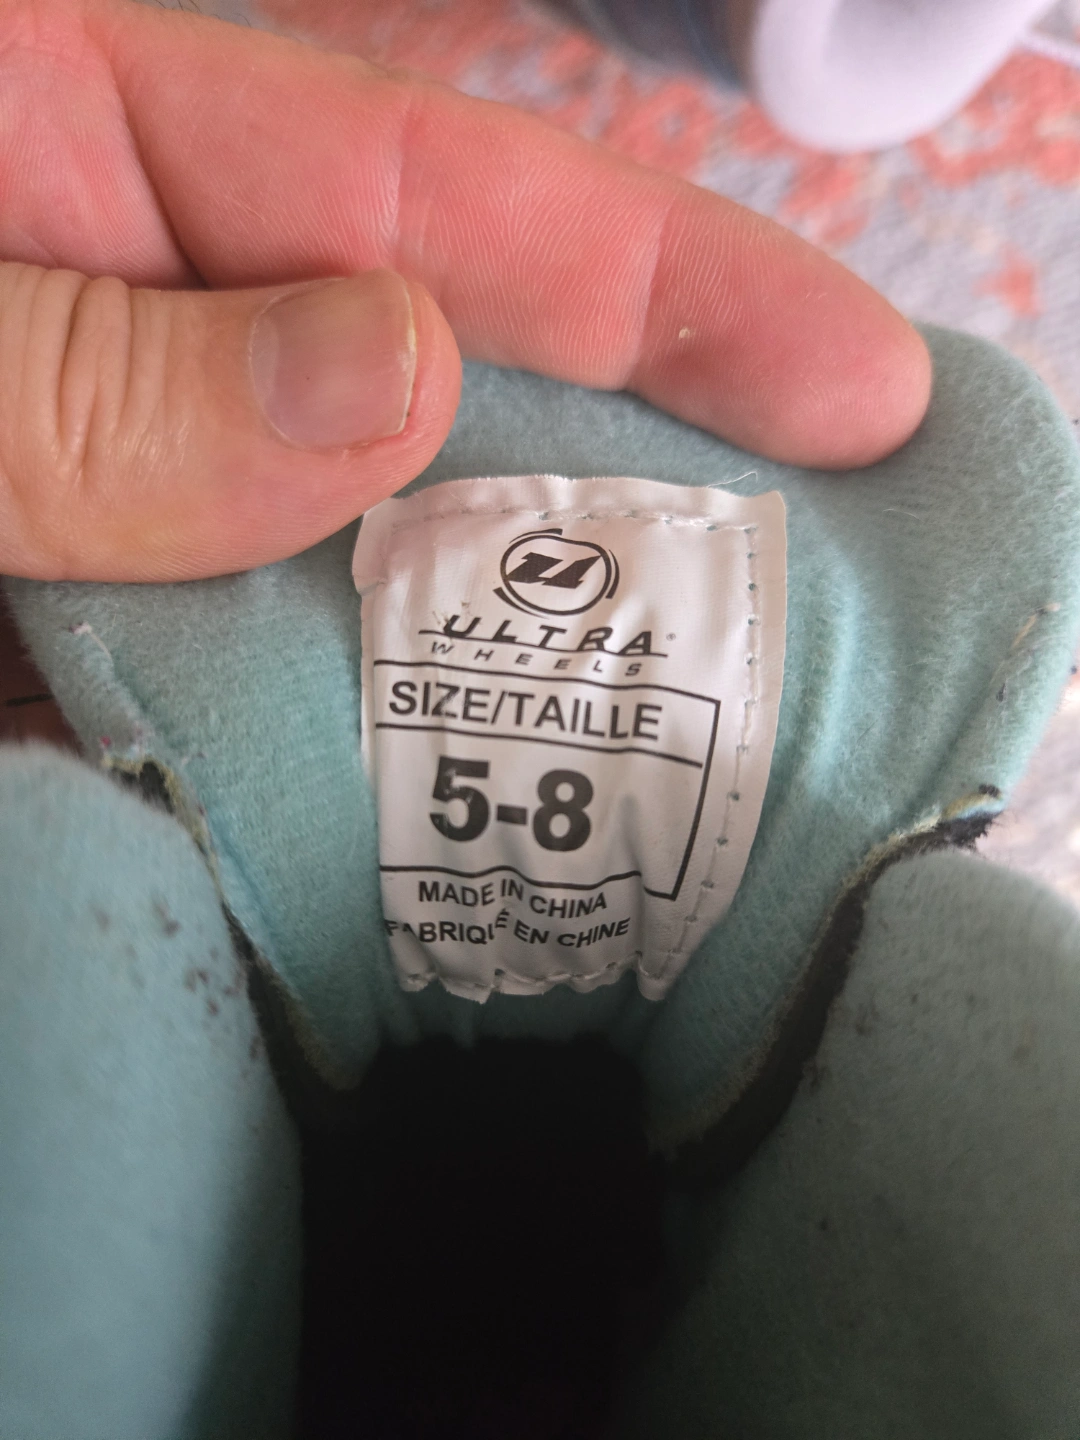 U
ULTRA®
WHEELS
SIZE/TAILLE
5-8
MADE IN CHINA
FABRIQUÉ EN CHINE